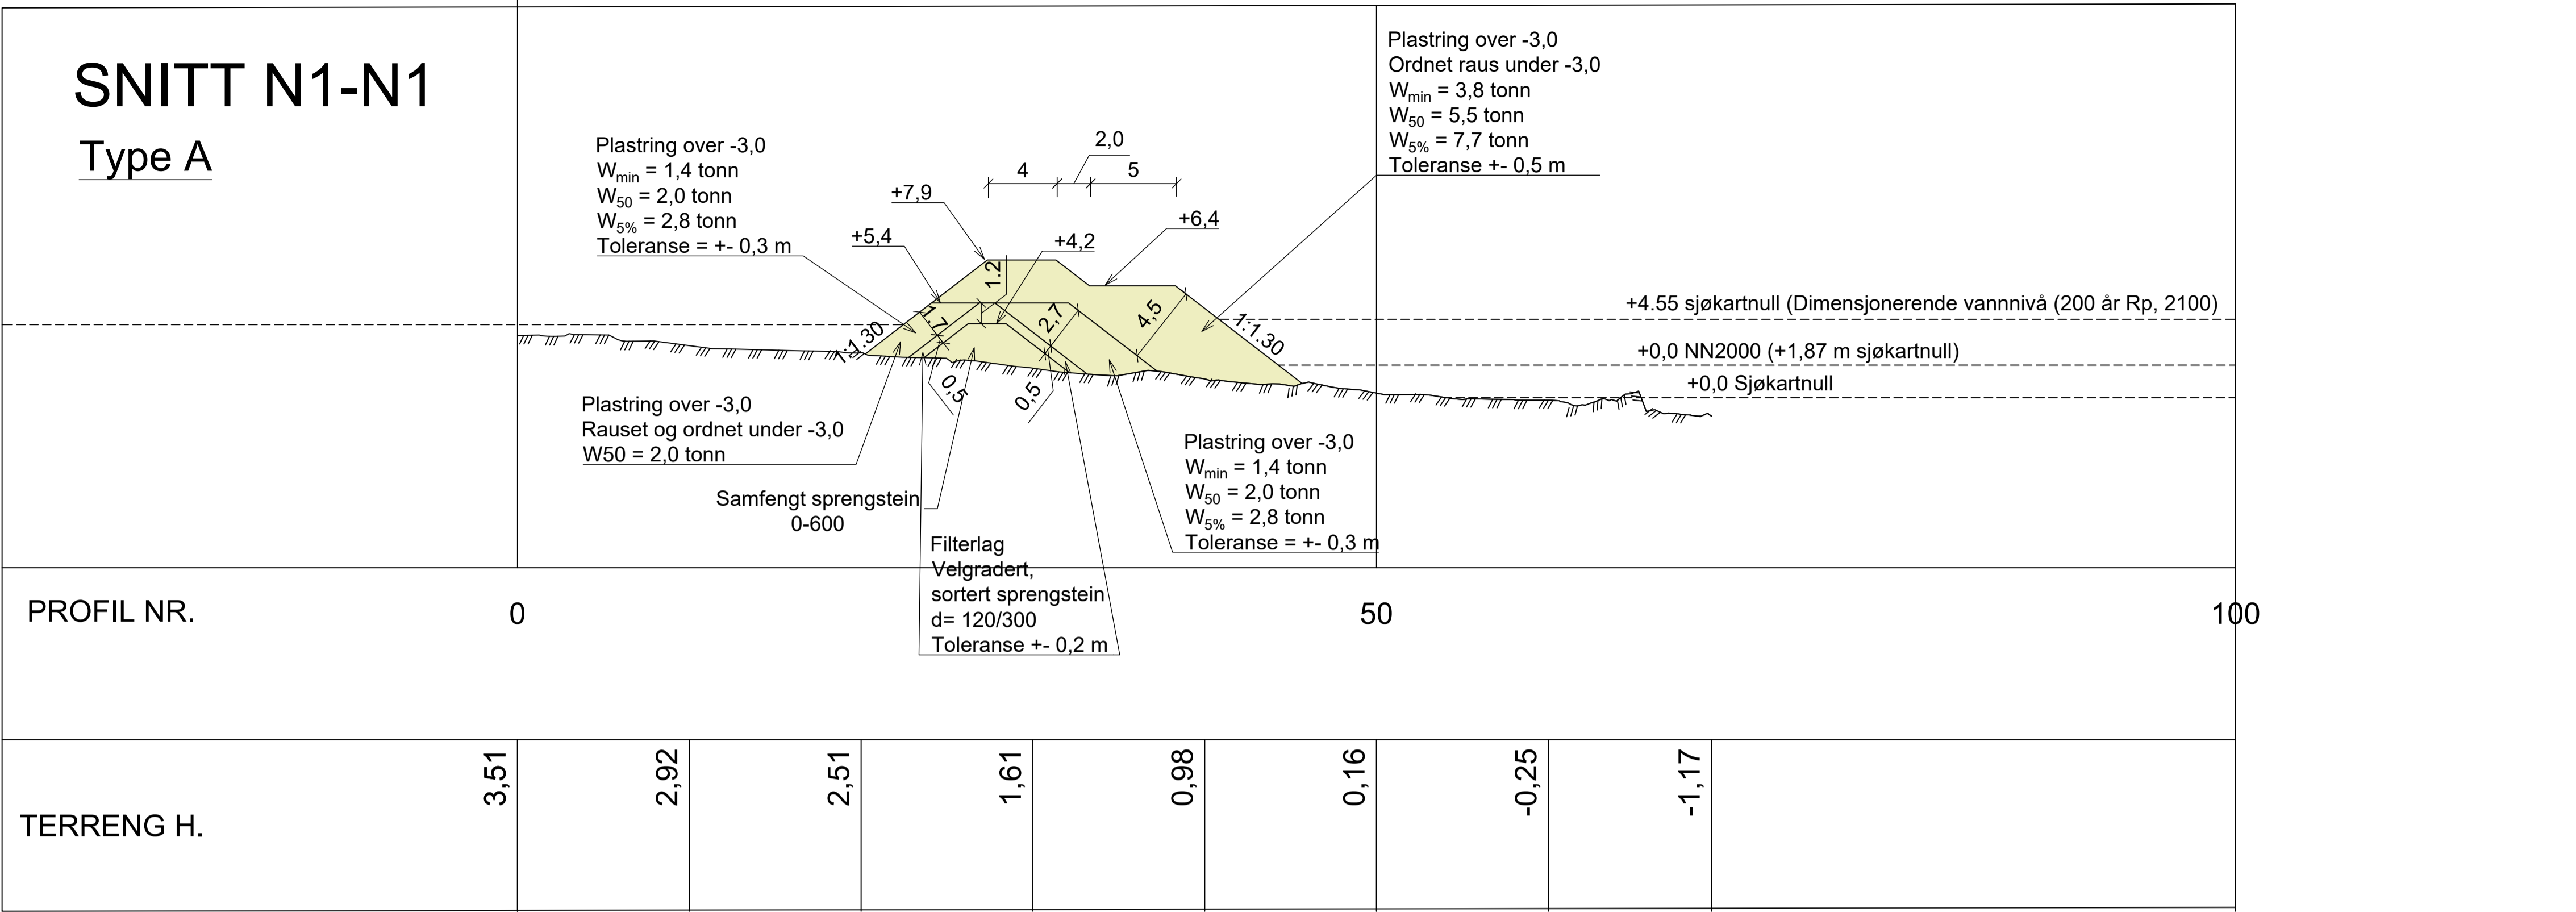 SNITT N1-N1
Type A
Plastring over -3,0
Wmin = 1,4 tonn
W50 = 2,0 tonn
W5% = 2,8 tonn
Toleranse = +- 0,3 m
2,0
4
5
+7,9
+6,4
+5,4
+4,2
1.2
1.7
2,7
4,5
1:1.30
1:1.30
0,5
0,5
Plastring over -3,0
Ordnet raus under -3,0
Wmin = 3,8 tonn
W50 = 5,5 tonn
W5% = 7,7 tonn
Toleranse +- 0,5 m
+4.55 sjøkartnull (Dimensjonerende vannnivå (200 år Rp, 2100)
+0,0 NN2000 (+1,87 m sjøkartnull)
+0,0 Sjøkartnull
Plastring over -3,0
Rauset og ordnet under -3,0
W50 = 2,0 tonn
Samfengt sprengstein
0-600
Filterlag
Velgradert,
sortert sprengstein
d= 120/300
Toleranse +- 0,2 m
Plastring over -3,0
Wmin = 1,4 tonn
W50 = 2,0 tonn
W5% = 2,8 tonn
Toleranse = +- 0,3 m
PROFIL NR.
0
50
100
TERRENG H.
3,51
2,92
2,51
1,61
0,98
0,16
-0,25
-1,17